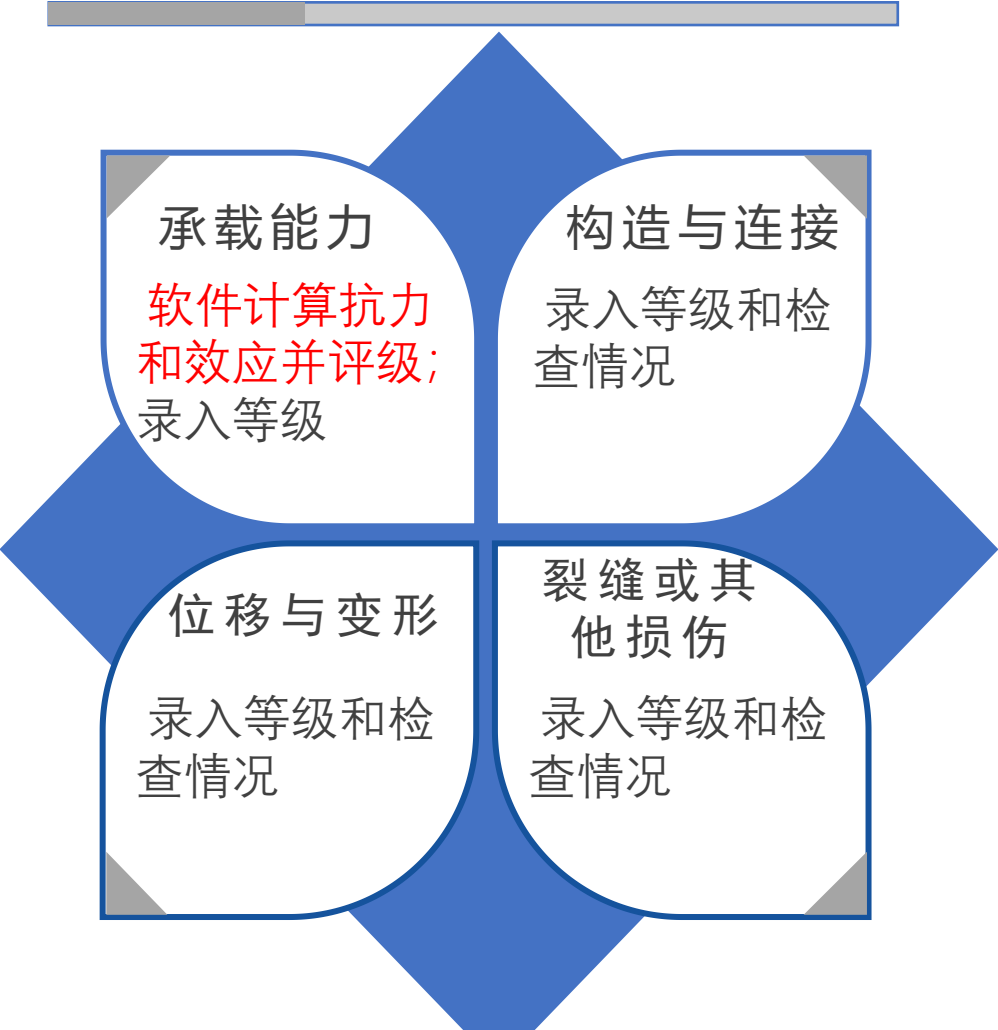 承载能力
软件计算抗力
和效应并评级;
录入等级
构造与连接
录入等级和检
查情况
位移与变形
录入等级和检
查情况
裂缝或其
他损伤
录入等级和检
查情况